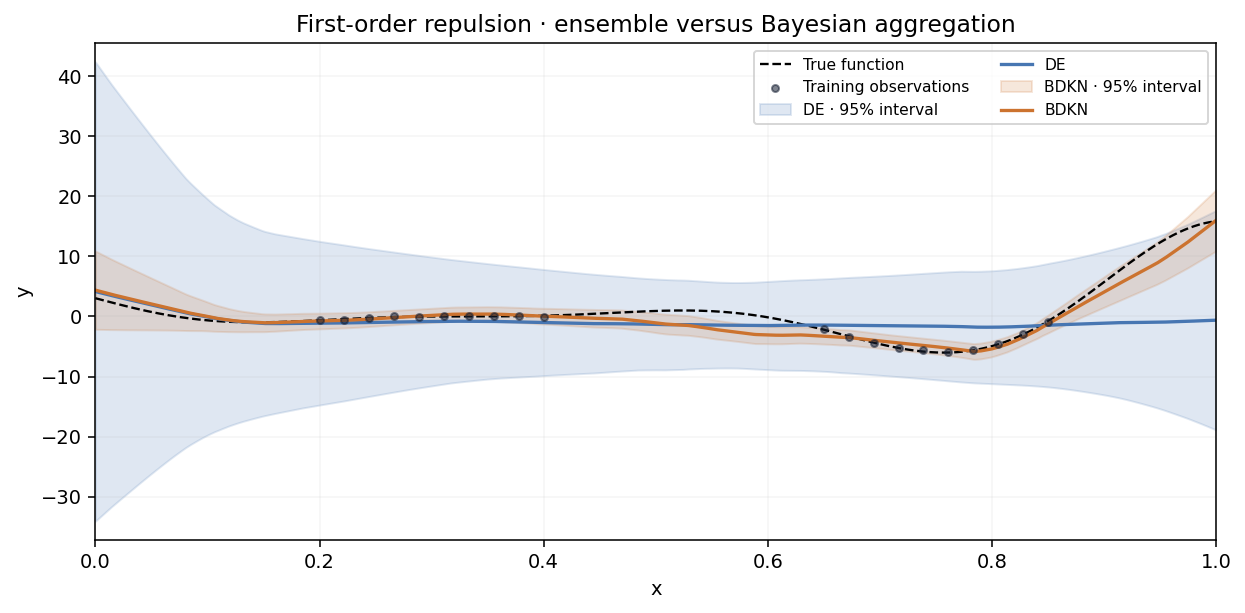 First-order repulsion · ensemble versus Bayesian aggregation
True function
Training observations
DE · 95% interval
DE
BDKN · 95% interval
BDKN
y
40
30
20
10
0
−10
−20
−30
0.0
0.2
0.4
0.6
0.8
1.0
x